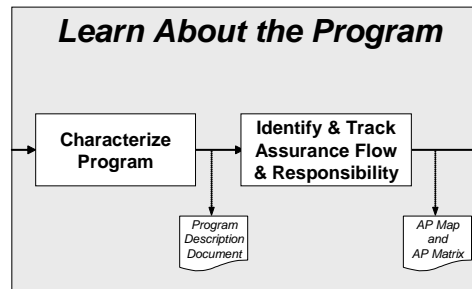 Learn About the Program
Characterize
Program
Identify & Track
Assurance Flow
& Responsibility
Program
Description
Document
AP Map
and
AP Matrix